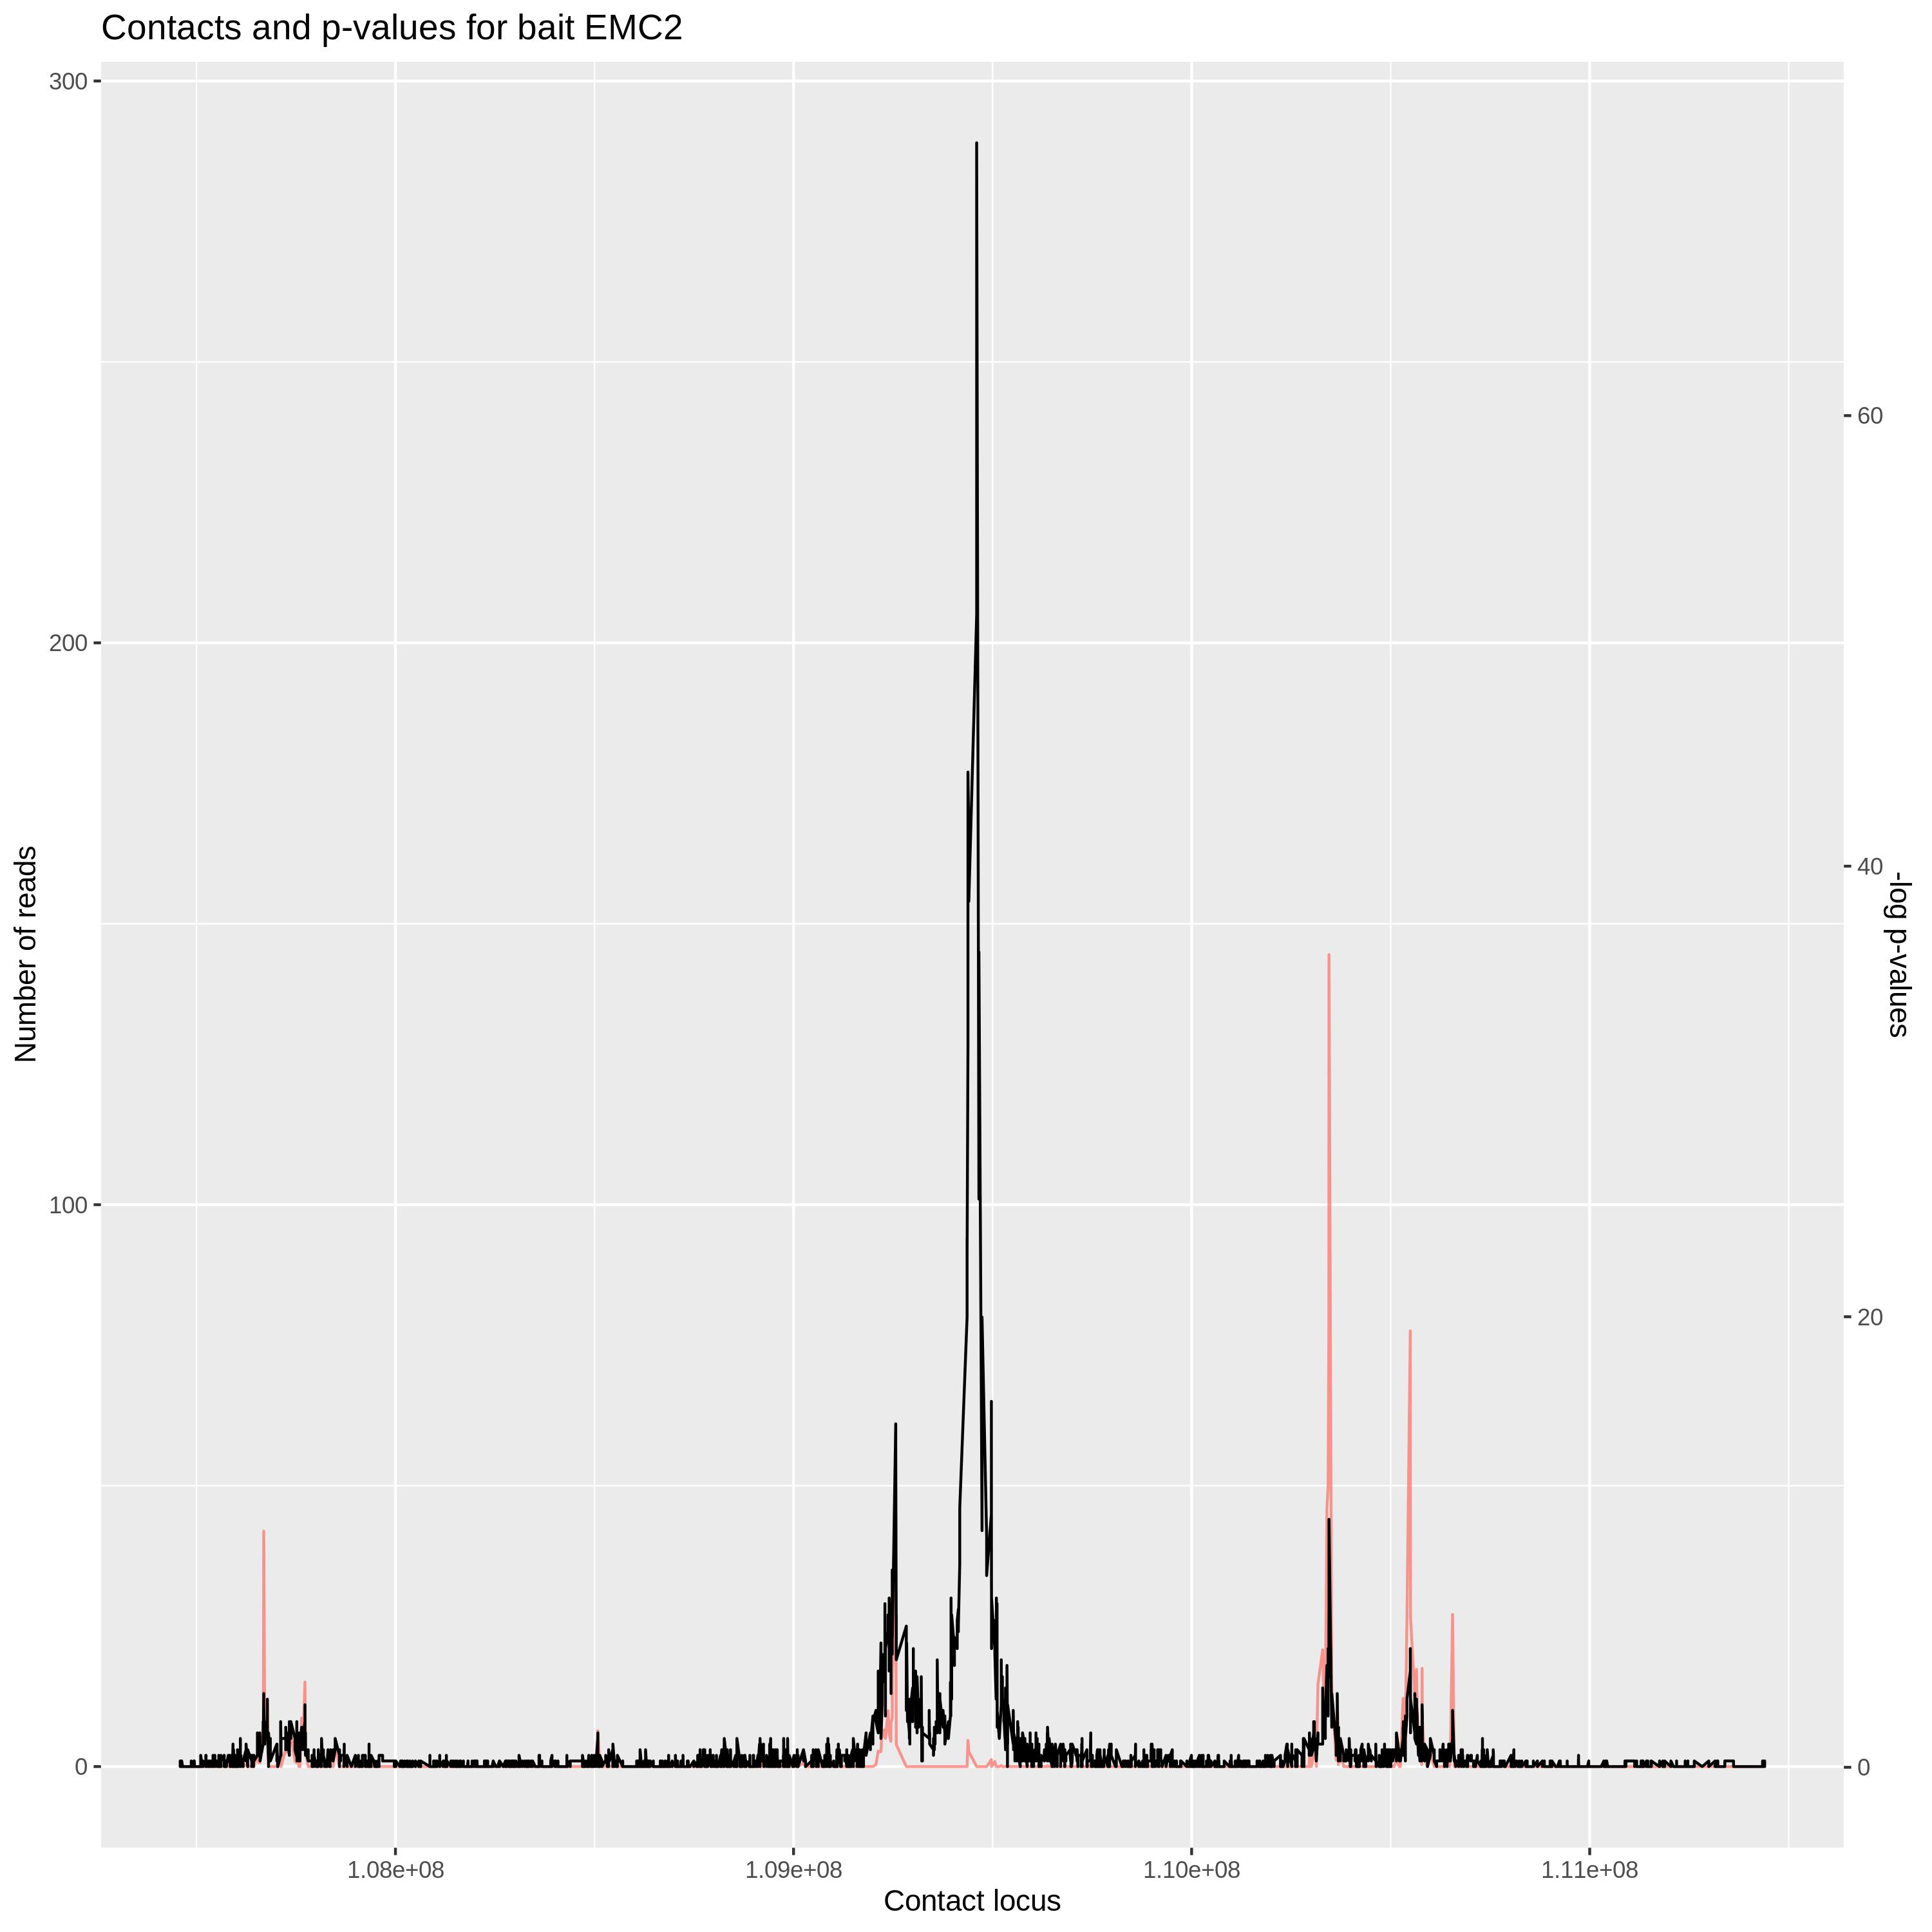 Contacts and p-values for bait EMC2
300
200
100
0
Number of reads
60
40
20
0
-log p-values
1.08e+08
1.09e+08
1.10e+08
1.11e+08
Contact locus